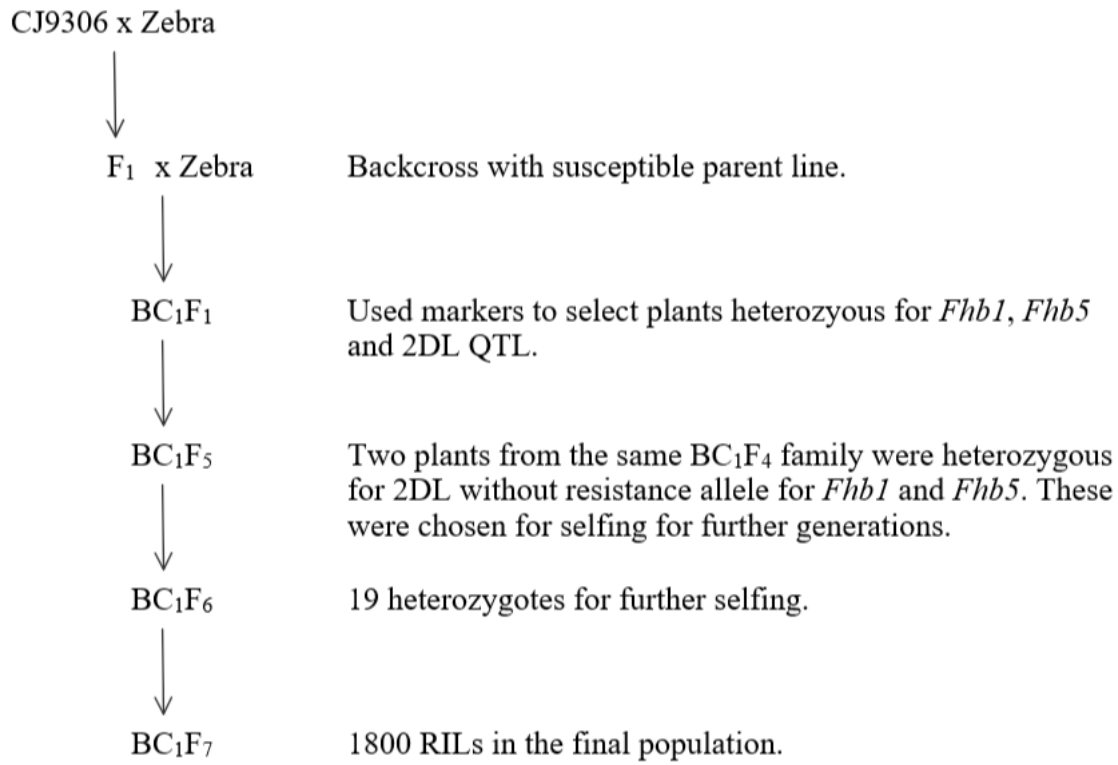 CJ9306 x Zebra
F₁ x Zebra Backcross with susceptible parent line.
BC₁F₁ Used markers to select plants heterozyous for Fhb1, Fhb5
and 2DL QTL.
BC₁F₅ Two plants from the same BC₁F₄ family were heterozygous
for 2DL without resistance allele for Fhb1 and Fhb5. These
were chosen for selfing for further generations.
BC₁F₆ 19 heterozygotes for further selfing.
BC₁F₇ 1800 RILs in the final population.